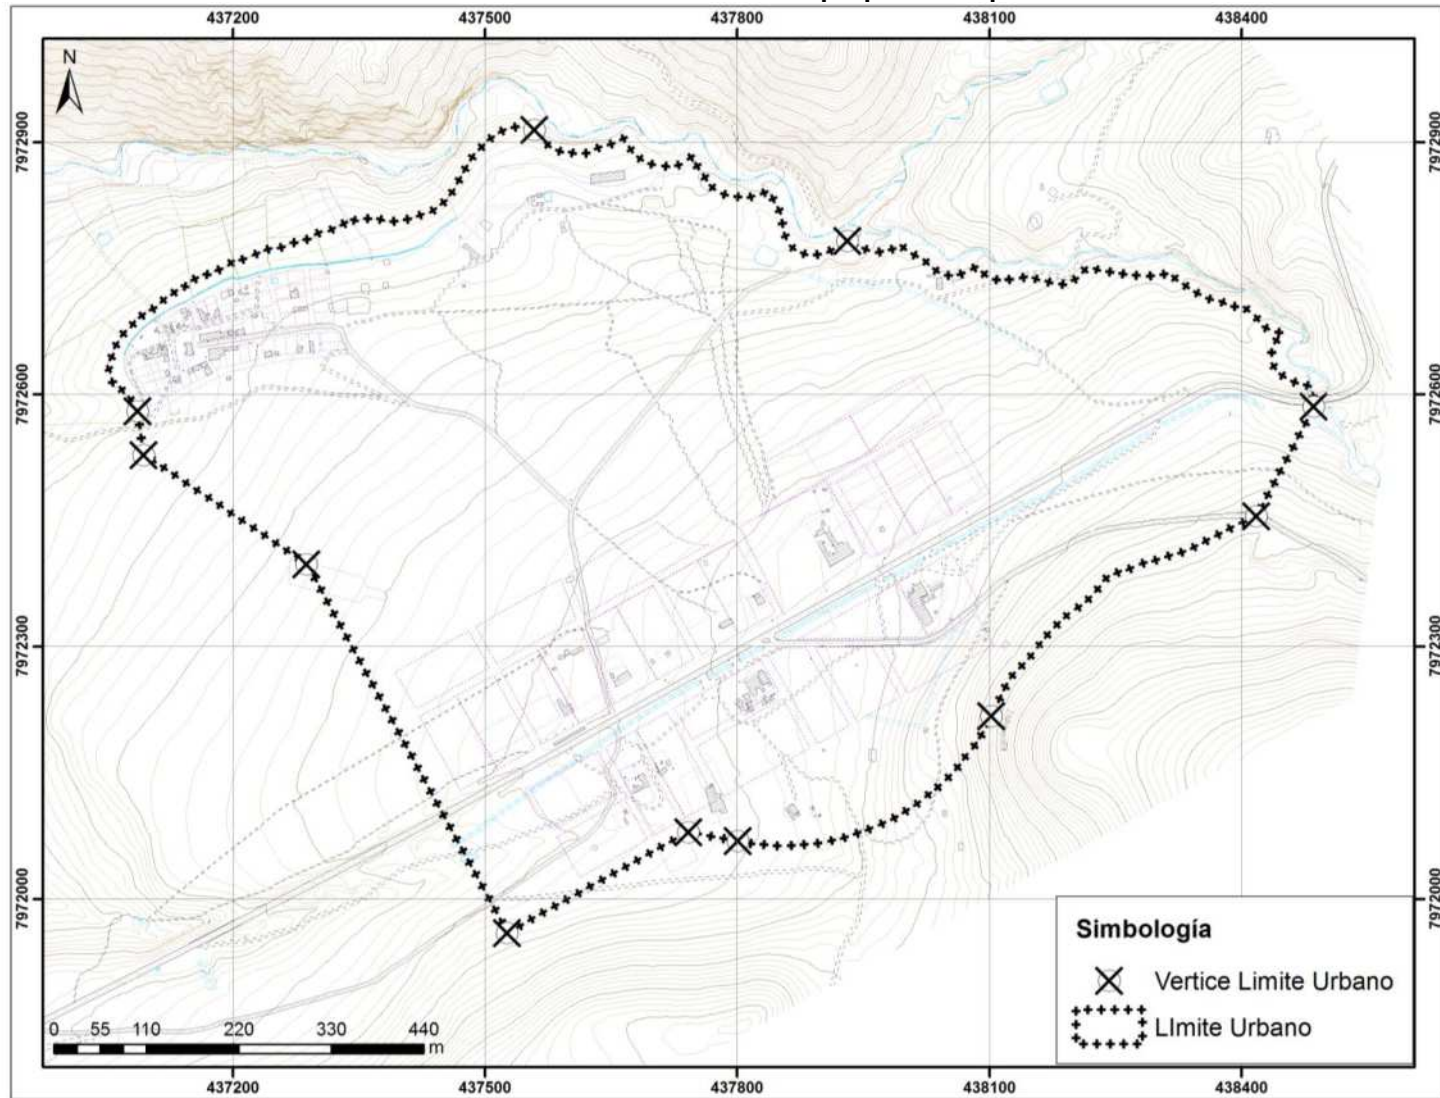 437200 437500 437800 438100 438400
N
7972900 7972900
7972600 7972600
7972300 7972300
7972000 7972000
Simbología
Vertice Limite Urbano
LImite Urbano
0 55 110 220 330 440
m
437200 437500 437800 438100 438400